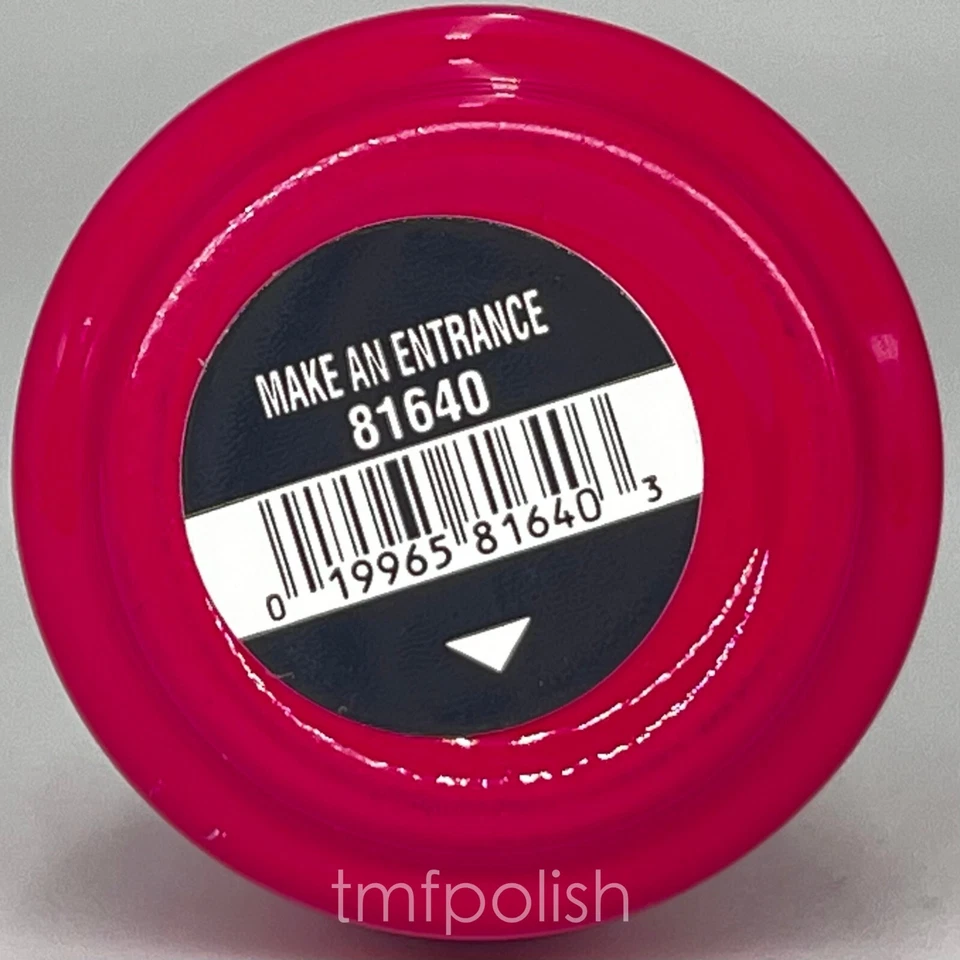 MAKE AN ENTRANCE
81640
0 19965 81640 3
tmfpolish